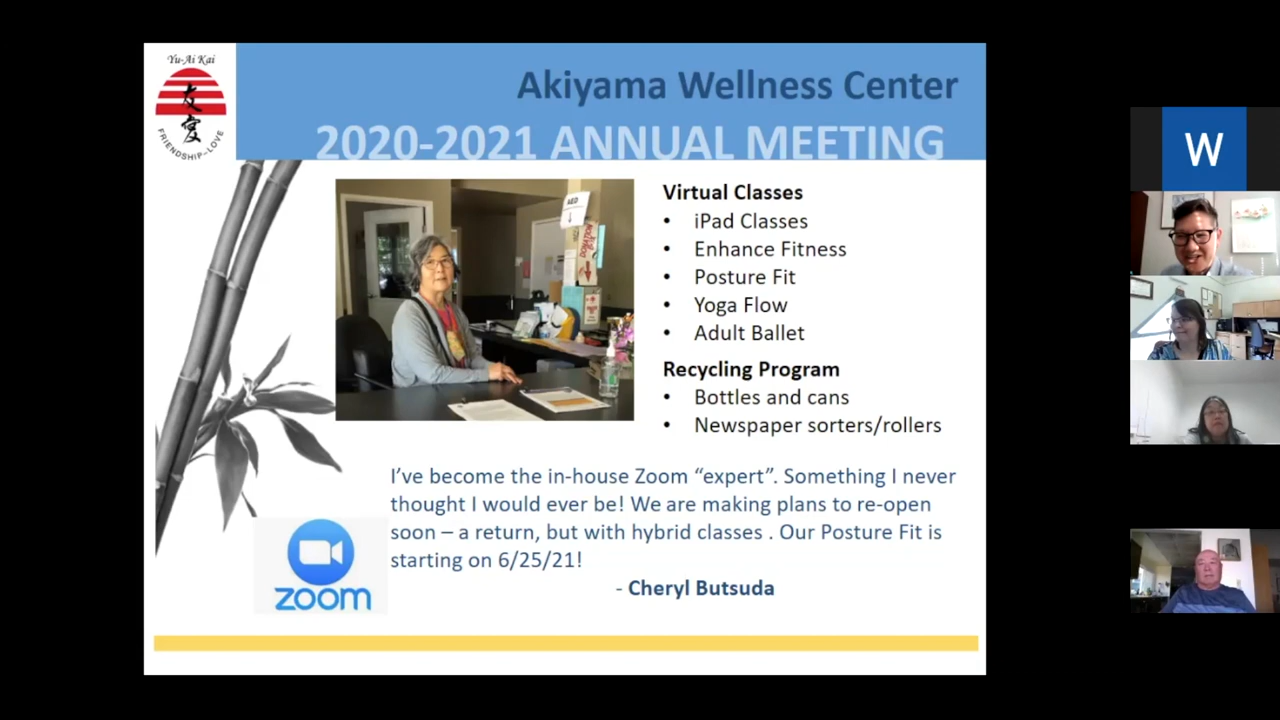 Yu-Ai Kai
友愛
FRIENDSHIP-LOVE
Akiyama Wellness Center
2020-2021 ANNUAL MEETING
AED
Virtual Classes
• iPad Classes
• Enhance Fitness
• Posture Fit
• Yoga Flow
• Adult Ballet
Recycling Program
• Bottles and cans
• Newspaper sorters/rollers
I've become the in-house Zoom “expert”. Something I never
thought I would ever be! We are making plans to re-open
soon – a return, but with hybrid classes . Our Posture Fit is
starting on 6/25/21!
- Cheryl Butsuda
zoom
W